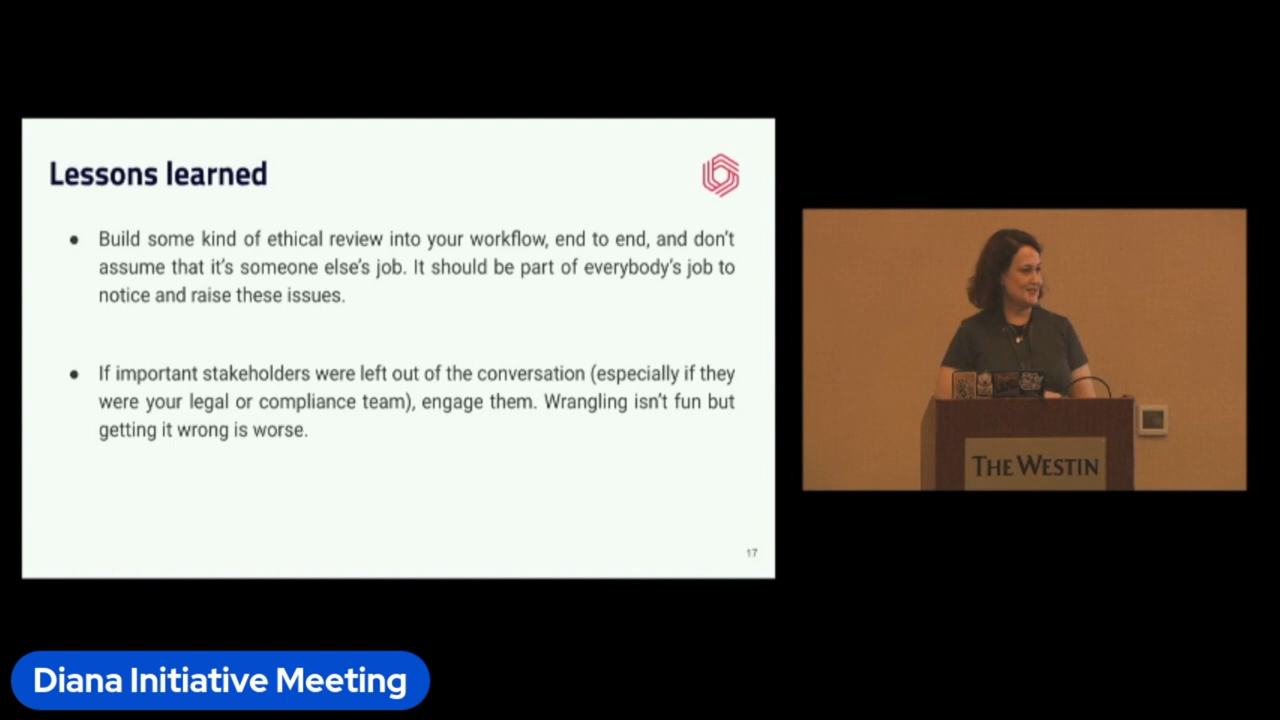 Lessons learned
● Build some kind of ethical review into your workflow, end to end, and don't
assume that it's someone else's job. It should be part of everybody's job to
notice and raise these issues.
● If important stakeholders were left out of the conversation (especially if they
were your legal or compliance team), engage them. Wrangling isn't fun but
getting it wrong is worse.
17
THE WESTIN
Diana Initiative Meeting